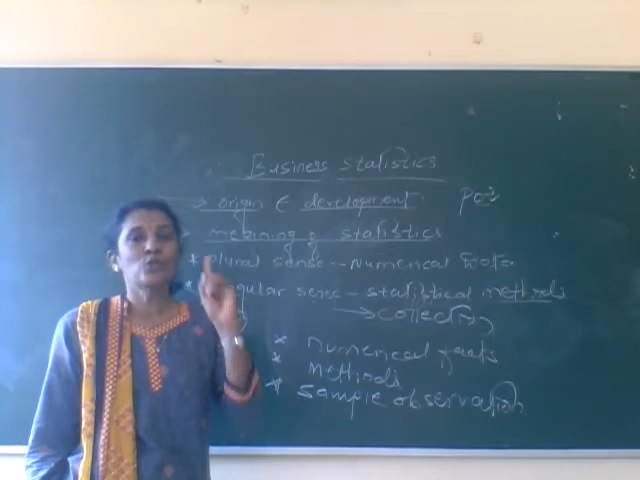 Business statistics
→ origin & development
meaning of statistics
* Plural sense - Numerical Data
* singular sense - statistical methods
→ collecting
* Numerical facts
* Methods
* Sample observation